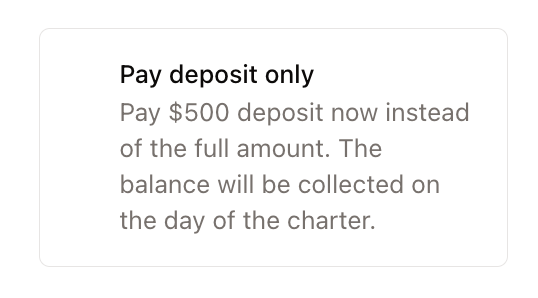 Pay deposit only
Pay $500 deposit now instead
of the full amount. The
balance will be collected on
the day of the charter.